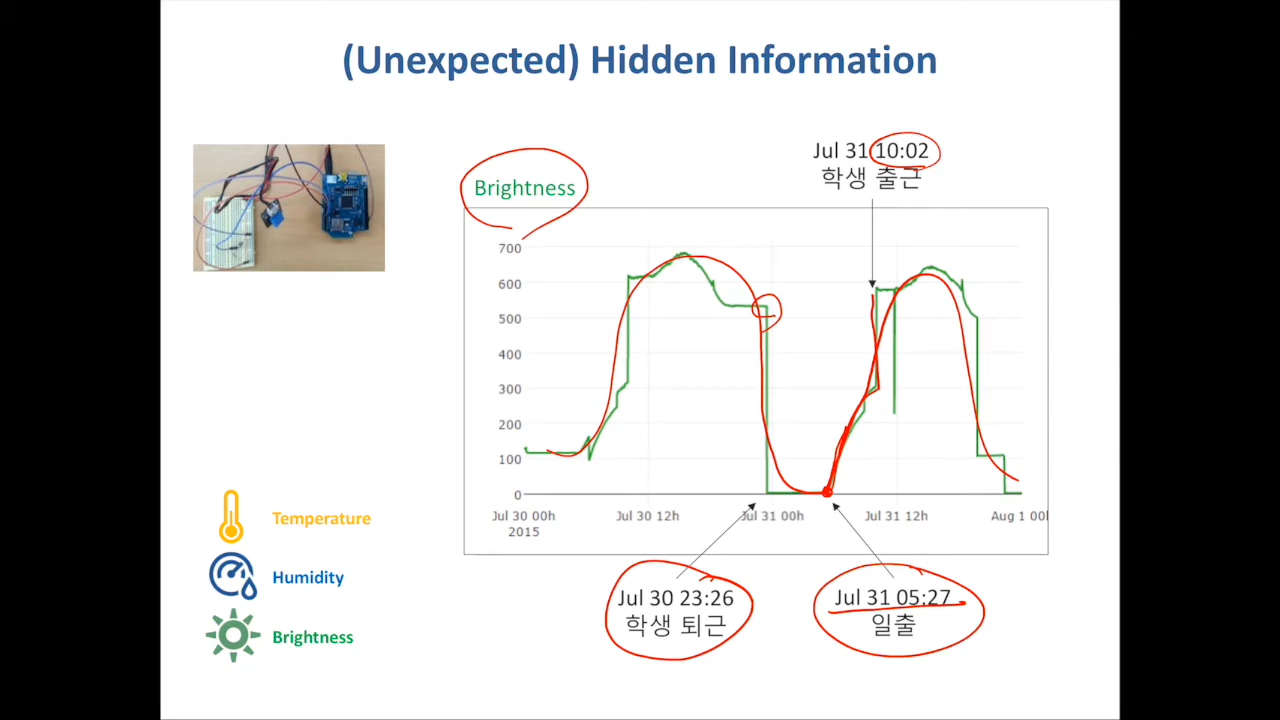 (Unexpected) Hidden Information
Jul 31 10:02
학생 출근
Brightness
700
600
500
400
300
200
100
0
Jul 30 00h
2015
Jul 30 12h
Jul 31 00h
Jul 31 12h
Aug 1 00h
Temperature
Humidity
Brightness
Jul 30 23:26
학생 퇴근
Jul 31 05:27
일출